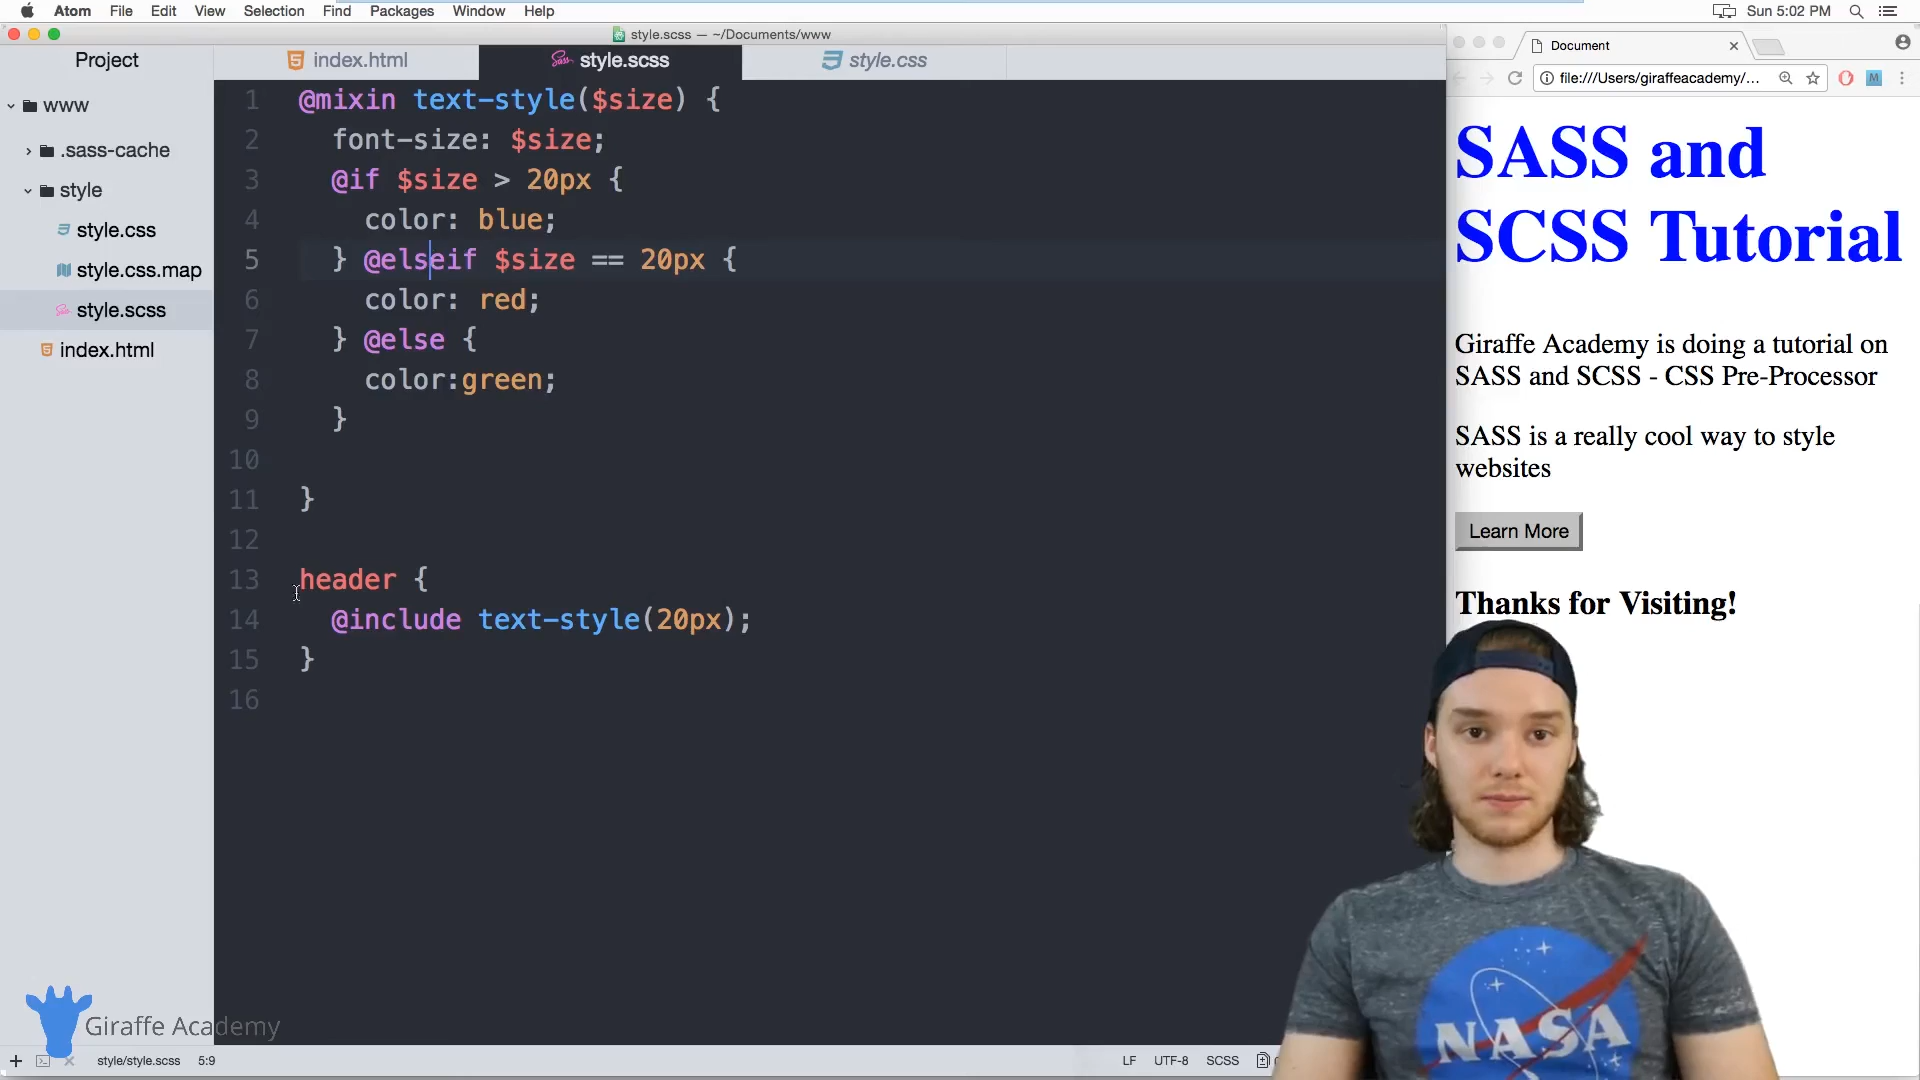 Atom File Edit View Selection Find Packages Window Help Sun 5:02 PM
style.scss — ~/Documents/www
Project
index.html
style.scss
style.css
www
.sass-cache
style
style.css
style.css.map
style.scss
index.html
1 @mixin text-style($size) {
2 font-size: $size;
3 @if $size > 20px {
4 color: blue;
5 } @elseif $size == 20px {
6 color: red;
7 } @else {
8 color:green;
9 }
10
11 }
12
13 header {
14 @include text-style(20px);
15 }
16
Document
file:///Users/giraffeacademy/...
M
SASS and
SCSS Tutorial
Giraffe Academy is doing a tutorial on
SASS and SCSS - CSS Pre-Processor
SASS is a really cool way to style
websites
Learn More
Thanks for Visiting!
NASA
Giraffe Academy
style/style.scss 5:9 LF UTF-8 SCSS